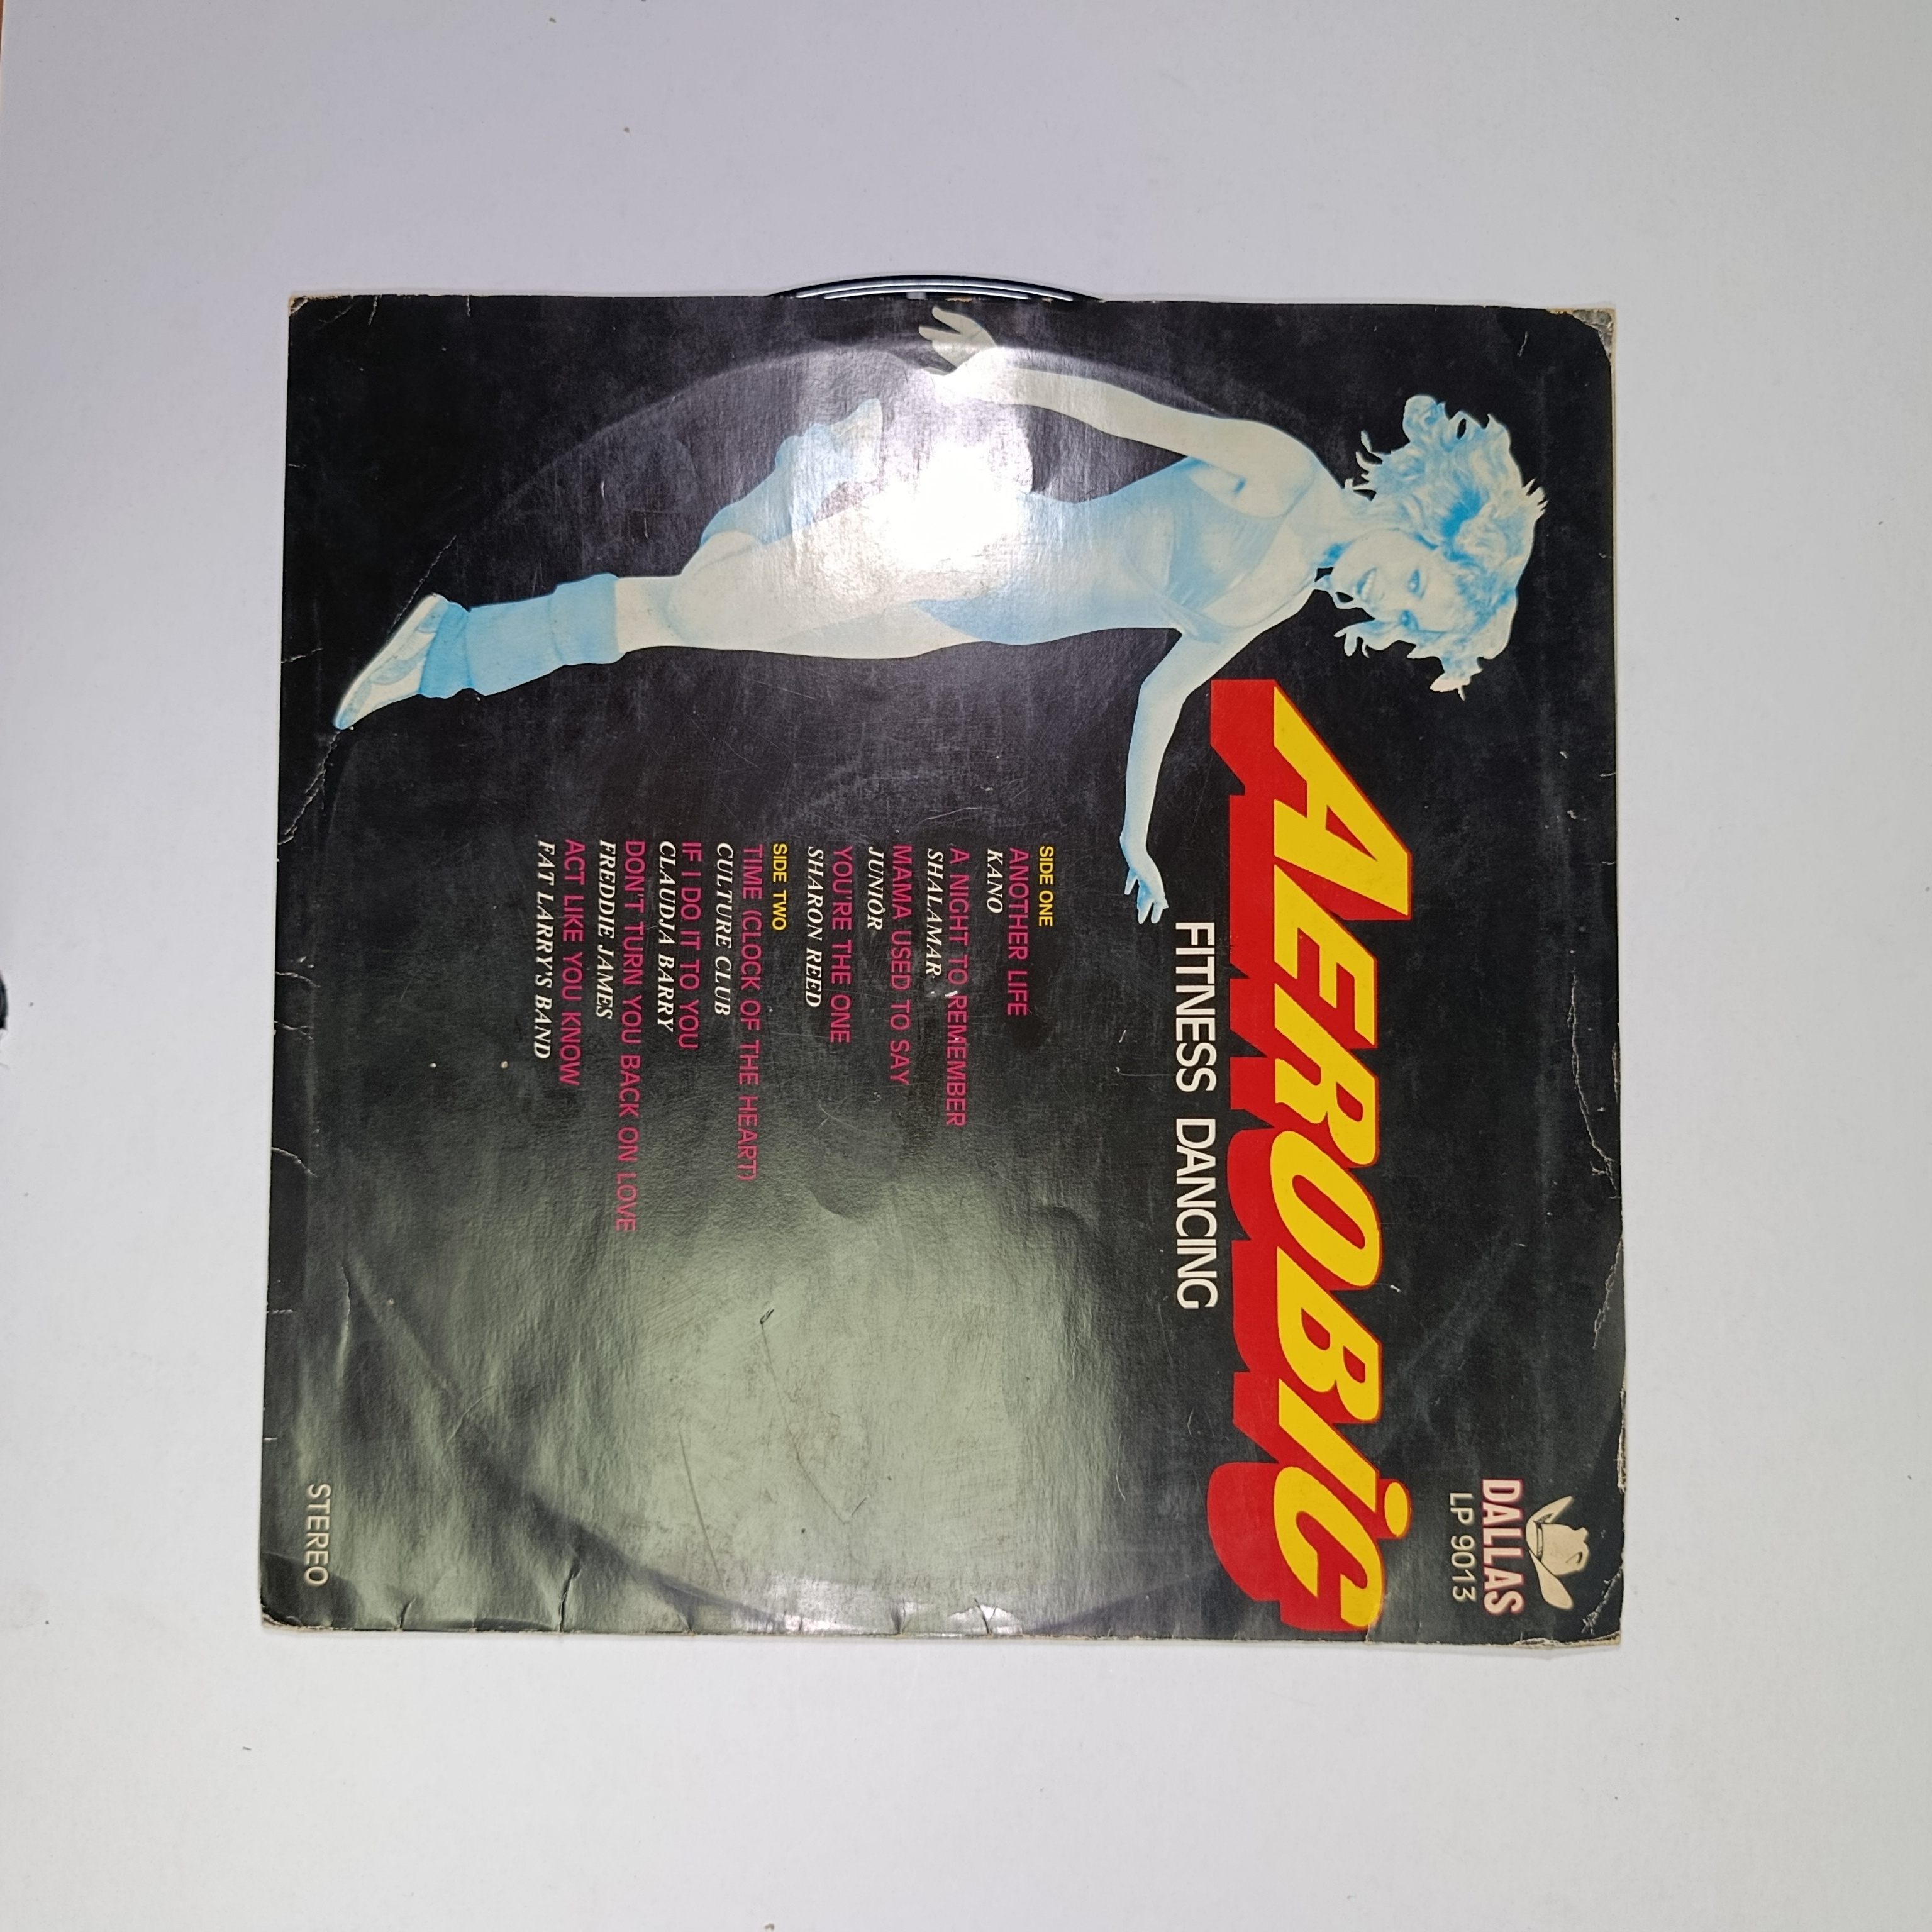 DALLAS
LP 9013
AEROBiC
FITNESS DANCING
SIDE ONE
ANOTHER LIFE
KANO
A NIGHT TO REMEMBER
SHALAMAR
MAMA USED TO SAY
JUNIOR
YOU'RE THE ONE
SHARON REED
SIDE TWO
TIME (CLOCK OF THE HEART)
CULTURE CLUB
IF I DO IT TO YOU
CLAUDJA BARRY
DON'T TURN YOU BACK ON LOVE
FREDDIE JAMES
ACT LIKE YOU KNOW
FAT LARRY'S BAND
STEREO